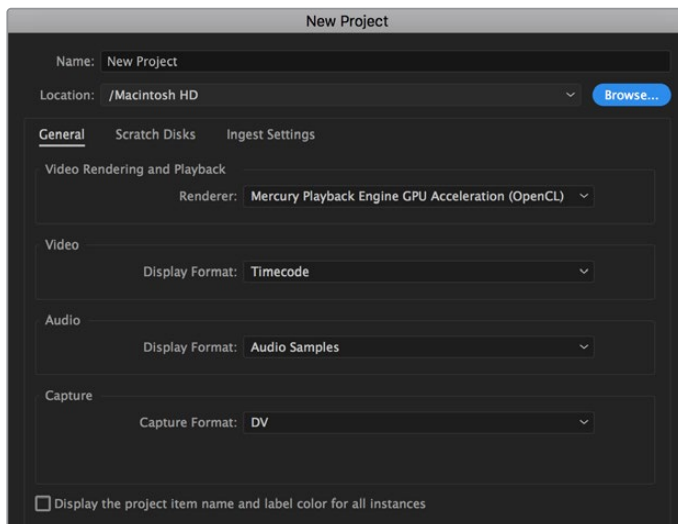 New Project
Name: New Project
Location: /Macintosh HD Browse...
General Scratch Disks Ingest Settings
Video Rendering and Playback
Renderer: Mercury Playback Engine GPU Acceleration (OpenCL)
Video
Display Format: Timecode
Audio
Display Format: Audio Samples
Capture
Capture Format: DV
Display the project item name and label color for all instances